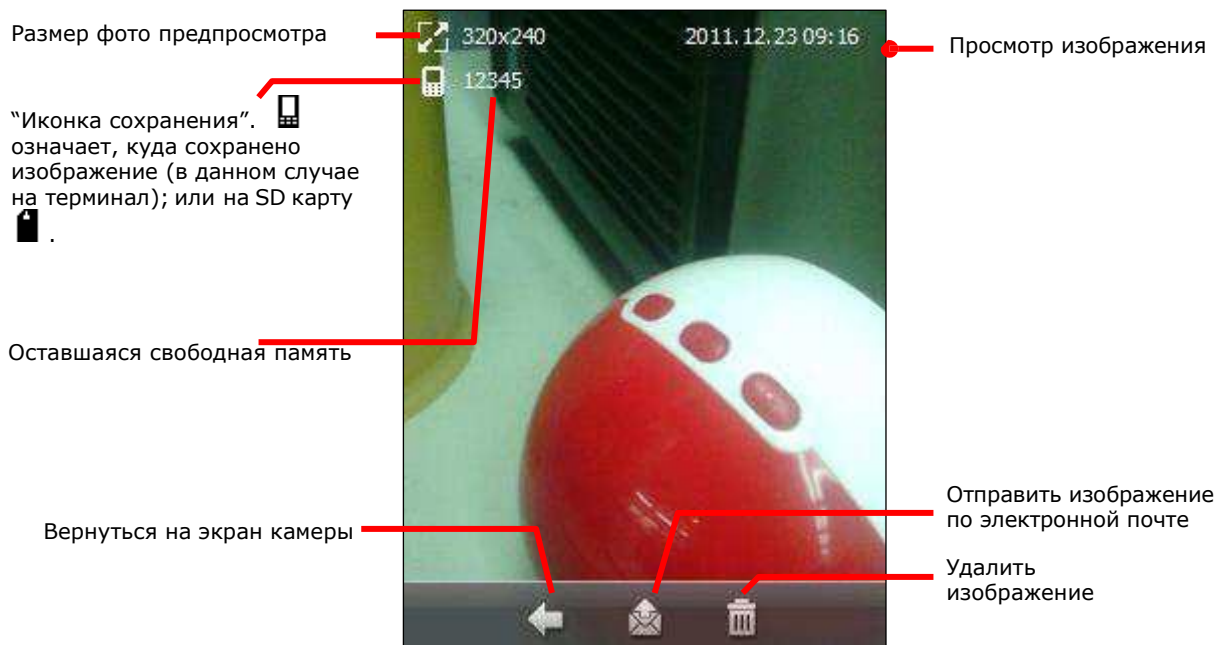 Размер фото предпросмотра
320x240
2011.12.23 09:16
Просмотр изображения
12345
“Иконка сохранения”.
означает, куда сохранено
изображение (в данном случае
на терминал); или на SD карту
.
Оставшаяся свободная память
Отправить изображение
по электронной почте
Вернуться на экран камеры
Удалить
изображение